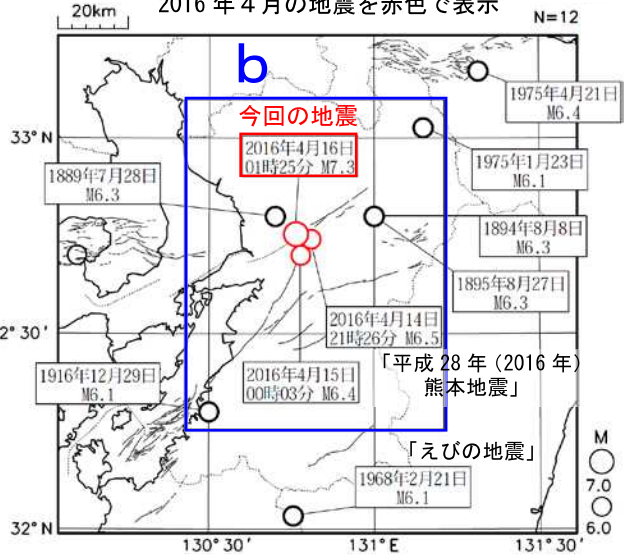 20km
2016年4月の地震を赤色で表示
N=12
b
今回の地震
1975年4月21日
M6.4
33°N
2016年4月16日
01時25分 M7.3
1975年1月23日
M6.1
1889年7月28日
M6.3
1894年8月8日
M6.3
1895年8月27日
M6.3
2°30'
2016年4月14日
21時26分 M6.5
「平成28年(2016年)
熊本地震」
1916年12月29日
M6.1
2016年4月15日
00時03分 M6.4
「えびの地震」
1968年2月21日
M6.1
M
7.0
6.0
32°N
130°30'
131°E
131°30'